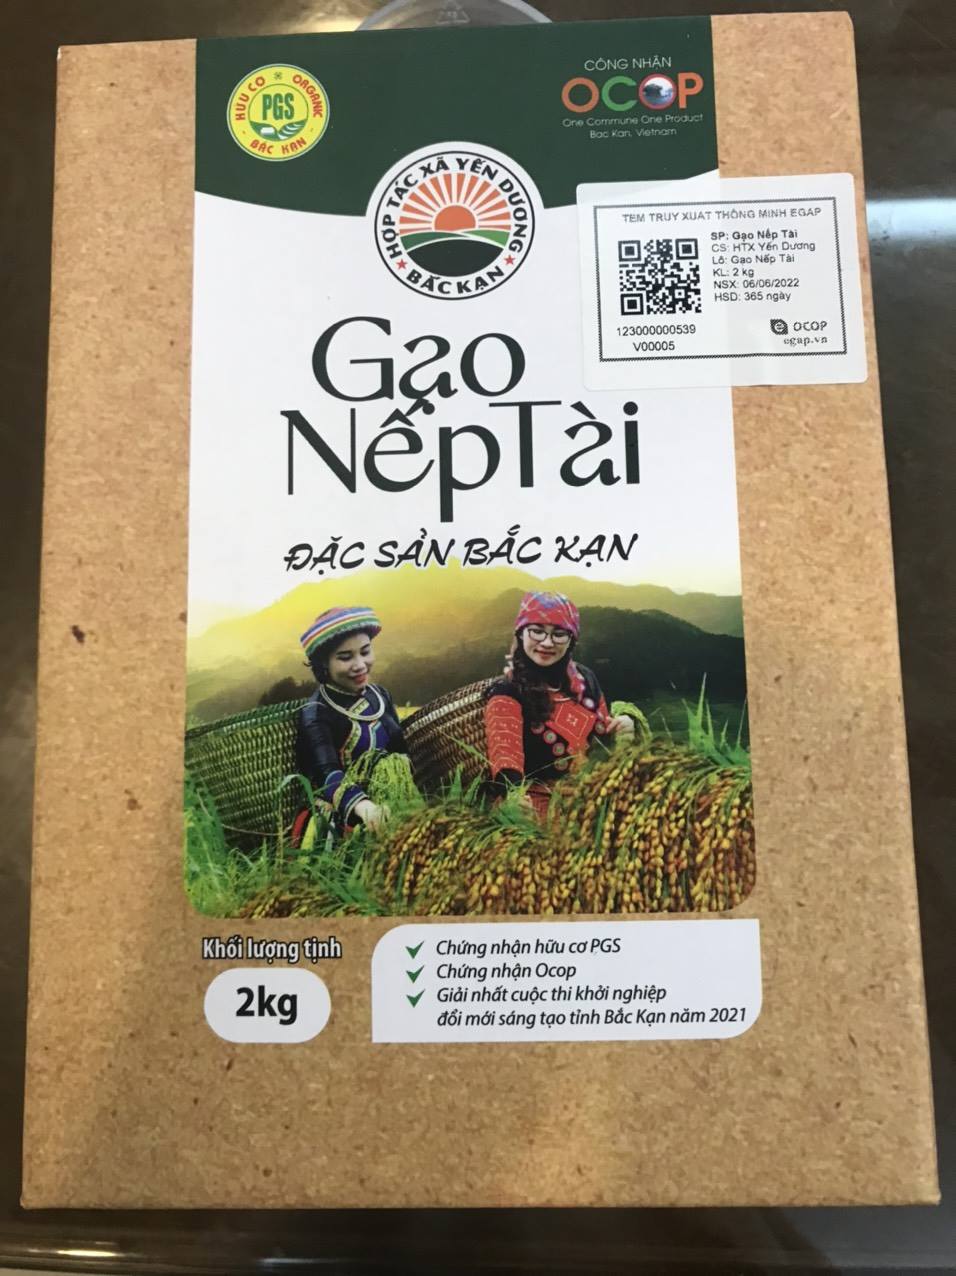 HỮU CƠ ORGANIC
PGS
BẮC KẠN
CÔNG NHẬN
OCOP
One Commune One Product
Bac Kan, Vietnam
HỢP TÁC XÃ YẾN DƯƠNG
BẮC KẠN
TEM TRUY XUẤT THÔNG MINH EGAP
SP: Gạo Nếp Tài
CS: HTX Yến Dương
Lô: Gạo Nếp Tài
KL: 2 kg
NSX: 06/06/2022
HSD: 365 ngày
123000000539
V00005
OCOP
egap.vn
Gạo
Nếp Tài
ĐẶC SẢN BẮC KẠN
Khối lượng tịnh
2kg
Chứng nhận hữu cơ PGS
Chứng nhận Ocop
Giải nhất cuộc thi khởi nghiệp
đổi mới sáng tạo tỉnh Bắc Kạn năm 2021